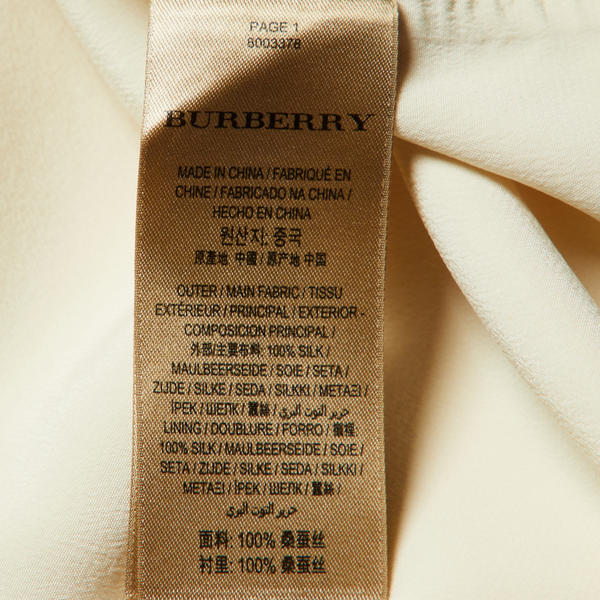 PAGE 1
8003378
BURBERRY
MADE IN CHINA / FABRIQUÉ EN
CHINE / FABRICADO NA CHINA /
HECHO EN CHINA
원산지: 중국
原產地: 中國 / 原产地 中国
OUTER / MAIN FABRIC / TISSU
EXTÉRIEUR / PRINCIPAL / EXTERIOR -
COMPOSICION PRINCIPAL /
外部/主要布料: 100% SILK /
MAULBEERSEIDE / SOIE / SETA /
ZIJDE / SILKE / SEDA / SILKKI / ΜΕΤΑΞΙ /
İPEK / ШЕЛК / 蠶絲 / حرير التوت البري /
LINING / DOUBLURE / FORRO / 襯裡
100% SILK / MAULBEERSEIDE / SOIE /
SETA / ZIJDE / SILKE / SEDA / SILKKI /
ΜΕΤΑΞΙ / İPEK / ШЕЛК / 蠶絲 /
حرير التوت البري /
面料: 100% 桑蚕丝
衬里: 100% 桑蚕丝